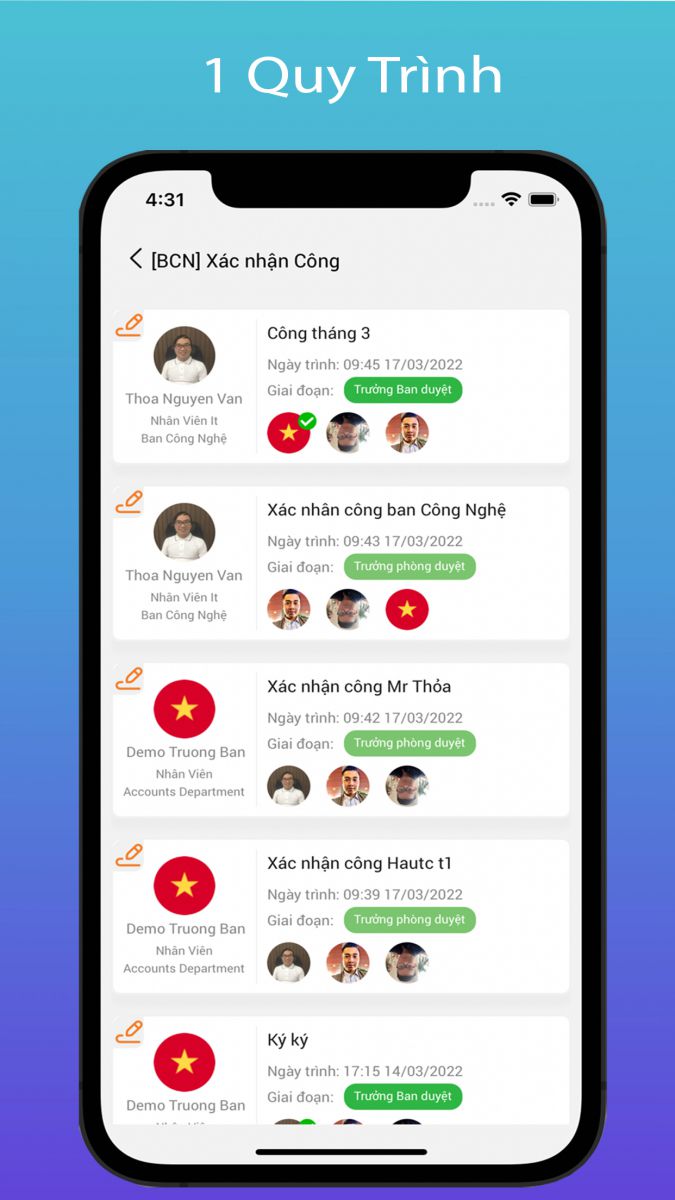 1 Quy Trình
4:31
[BCN] Xác nhận Công
Công tháng 3
Ngày trình: 09:45 17/03/2022
Giai đoạn: Trưởng Ban duyệt
Thoa Nguyen Van
Nhân Viên It
Ban Công Nghệ
Xác nhân công ban Công Nghệ
Ngày trình: 09:43 17/03/2022
Giai đoạn: Trưởng phòng duyệt
Thoa Nguyen Van
Nhân Viên It
Ban Công Nghệ
Xác nhận công Mr Thỏa
Ngày trình: 09:42 17/03/2022
Giai đoạn: Trưởng phòng duyệt
Demo Truong Ban
Nhân Viên
Accounts Department
Xác nhận công Hautc t1
Ngày trình: 09:39 17/03/2022
Giai đoạn: Trưởng phòng duyệt
Demo Truong Ban
Nhân Viên
Accounts Department
Ký ký
Ngày trình: 17:15 14/03/2022
Giai đoạn: Trưởng Ban duyệt
Demo Truong Ban